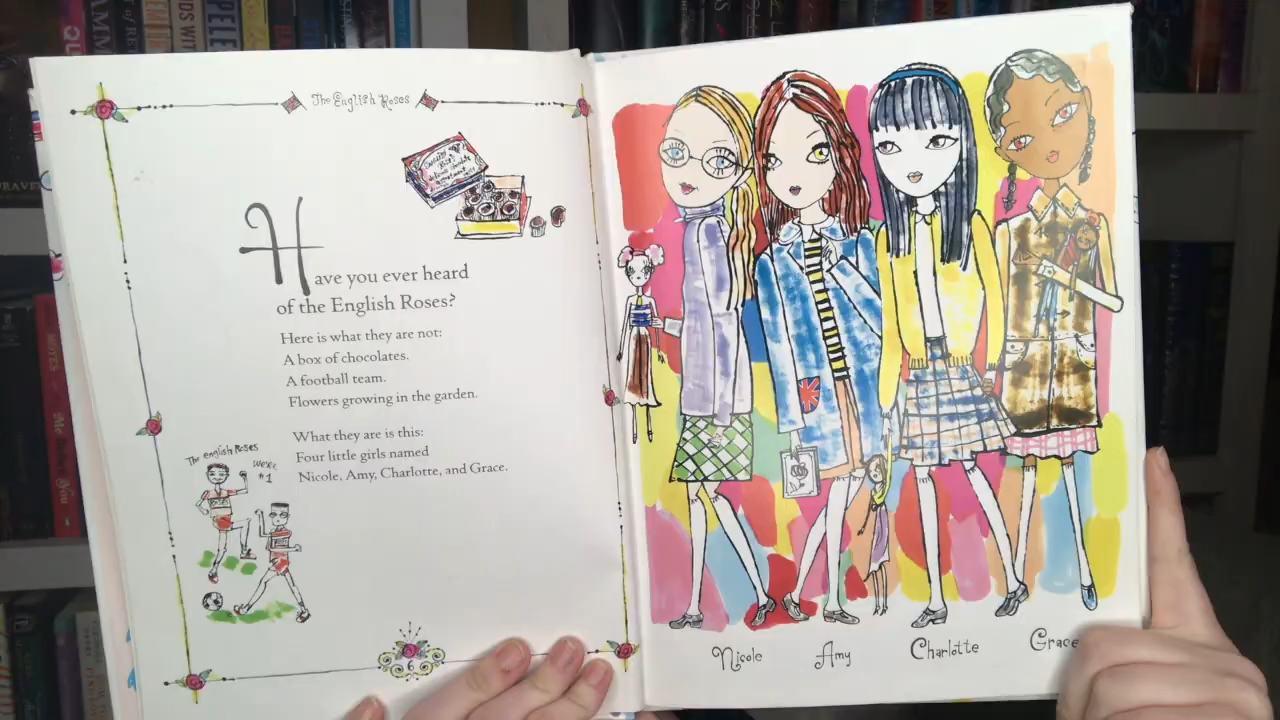 The English Roses
Have you ever heard
of the English Roses?
Here is what they are not:
A box of chocolates.
A football team.
Flowers growing in the garden.
What they are is this:
Four little girls named
Nicole, Amy, Charlotte, and Grace.
The english Roses
We're
#1
6
Nicole
Amy
Charlotte
Grace